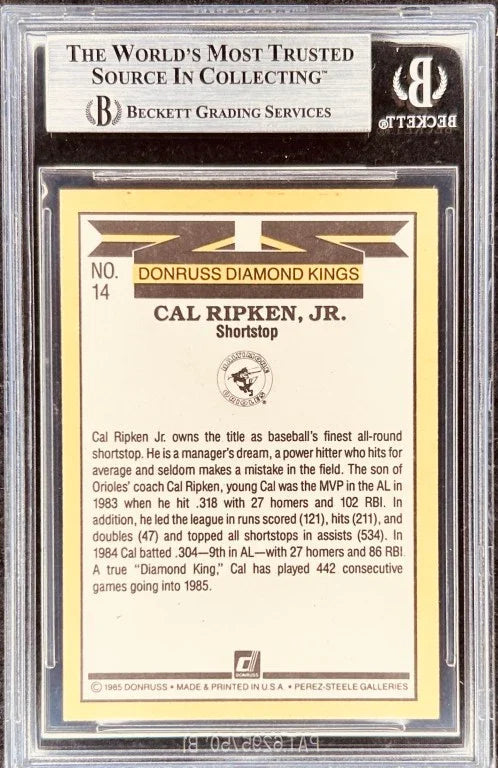 THE WORLD'S MOST TRUSTED
SOURCE IN COLLECTING™
B BECKETT GRADING SERVICES
B
BECKETT®
NO.
14
DONRUSS DIAMOND KINGS
CAL RIPKEN, JR.
Shortstop
BALTIMORE
ORIOLES®
Cal Ripken Jr. owns the title as baseball's finest all-round
shortstop. He is a manager's dream, a power hitter who hits for
average and seldom makes a mistake in the field. The son of
Orioles' coach Cal Ripken, young Cal was the MVP in the AL in
1983 when he hit .318 with 27 homers and 102 RBI. In
addition, he led the league in runs scored (121), hits (211), and
doubles (47) and topped all shortstops in assists (534). In
1984 Cal batted .304—9th in AL—with 27 homers and 86 RBI.
A true "Diamond King," Cal has played 442 consecutive
games going into 1985.
d
DONRUSS
© 1985 DONRUSS • MADE & PRINTED IN U.S.A. • PEREZ-STEELE GALLERIES